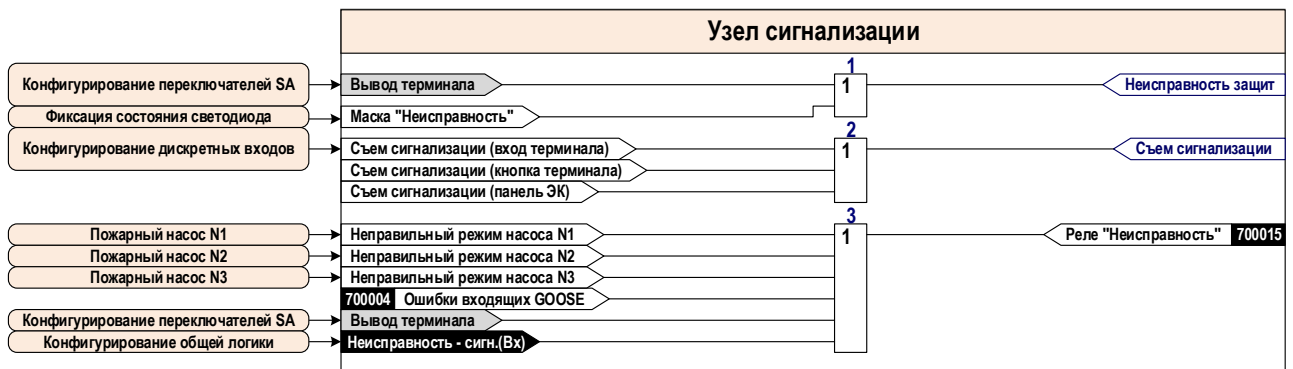 Узел сигнализации
1
Конфигурирование переключателей SA
Вывод терминала
1
Неисправность защит
Фиксация состояния светодиода
Маска "Неисправность"
2
Конфигурирование дискретных входов
Съем сигнализации (вход терминала)
1
Съем сигнализации
Съем сигнализации (кнопка терминала)
Съем сигнализации (панель ЭК)
3
Пожарный насос N1
Неправильный режим насоса N1
1
Реле "Неисправность" 700015
Пожарный насос N2
Неправильный режим насоса N2
Пожарный насос N3
Неправильный режим насоса N3
700004 Ошибки входящих GOOSE
Конфигурирование переключателей SA
Вывод терминала
Конфигурирование общей логики
Неисправность - сигн.(Вх)